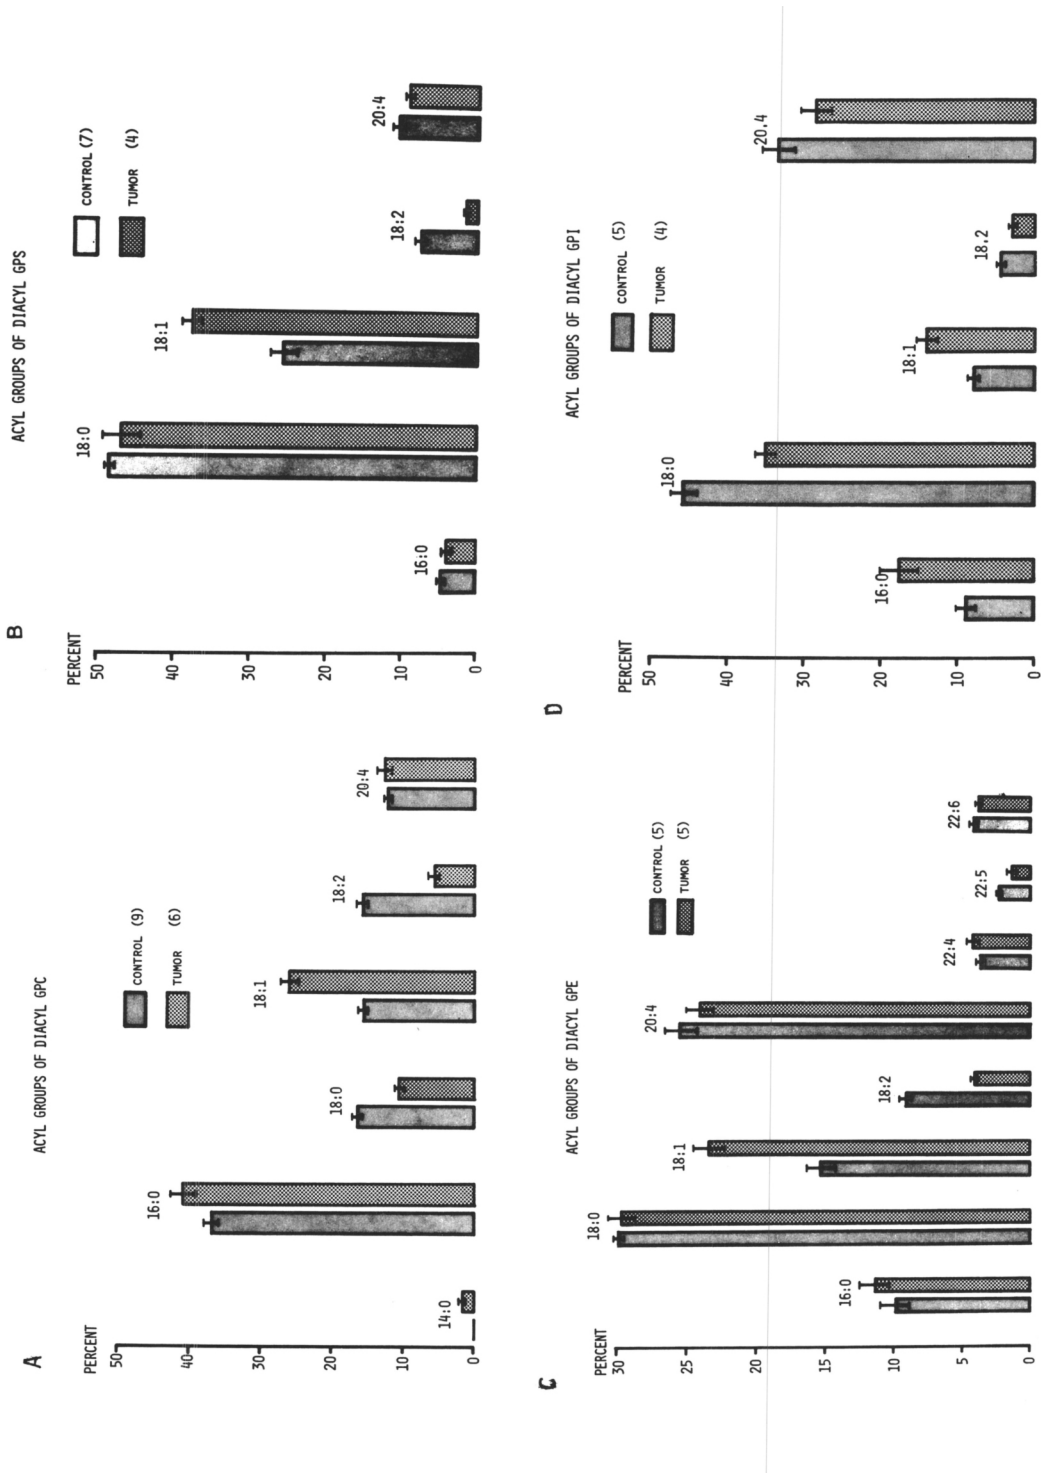 A
ACYL GROUPS OF DIACYL GPC
PERCENT
50
40
30
20
10
0
CONTROL (9)
TUMOR (6)
14:0
16:0
18:0
18:1
18:2
20:4
B
ACYL GROUPS OF DIACYL GPS
PERCENT
50
40
30
20
10
0
CONTROL (7)
TUMOR (4)
16:0
18:0
18:1
18:2
20:4
C
ACYL GROUPS OF DIACYL GPE
PERCENT
30
25
20
15
10
5
0
CONTROL (5)
TUMOR (5)
16:0
18:0
18:1
18:2
20:4
22:4
22:5
22:6
D
ACYL GROUPS OF DIACYL GPI
PERCENT
50
40
30
20
10
0
CONTROL (5)
TUMOR (4)
16:0
18:0
18:1
18.2
20.4